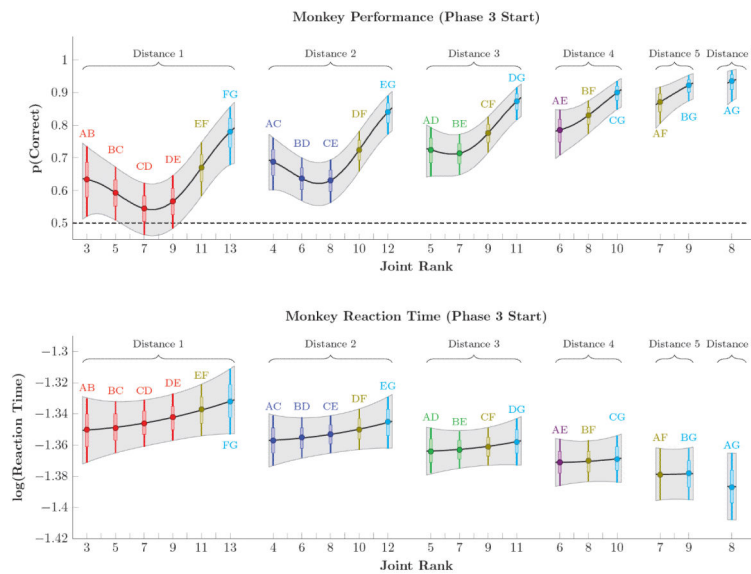 Monkey Performance (Phase 3 Start)
Distance 1 Distance 2 Distance 3 Distance 4 Distance 5 Distance
p(Correct)
1
0.9
0.8
0.7
0.6
0.5
AB BC CD DE EF FG
AC BD CE DF EG
AD BE CF DG
AE BF CG
AF BG
AG
3 5 7 9 11 13 4 6 8 10 12 5 7 9 11 6 8 10 7 9 8
Joint Rank
Monkey Reaction Time (Phase 3 Start)
Distance 1 Distance 2 Distance 3 Distance 4 Distance 5 Distance
log(Reaction Time)
−1.3
−1.32
−1.34
−1.36
−1.38
−1.4
−1.42
AB BC CD DE EF FG
AC BD CE DF EG
AD BE CF DG
AE BF CG
AF BG
AG
3 5 7 9 11 13 4 6 8 10 12 5 7 9 11 6 8 10 7 9 8
Joint Rank